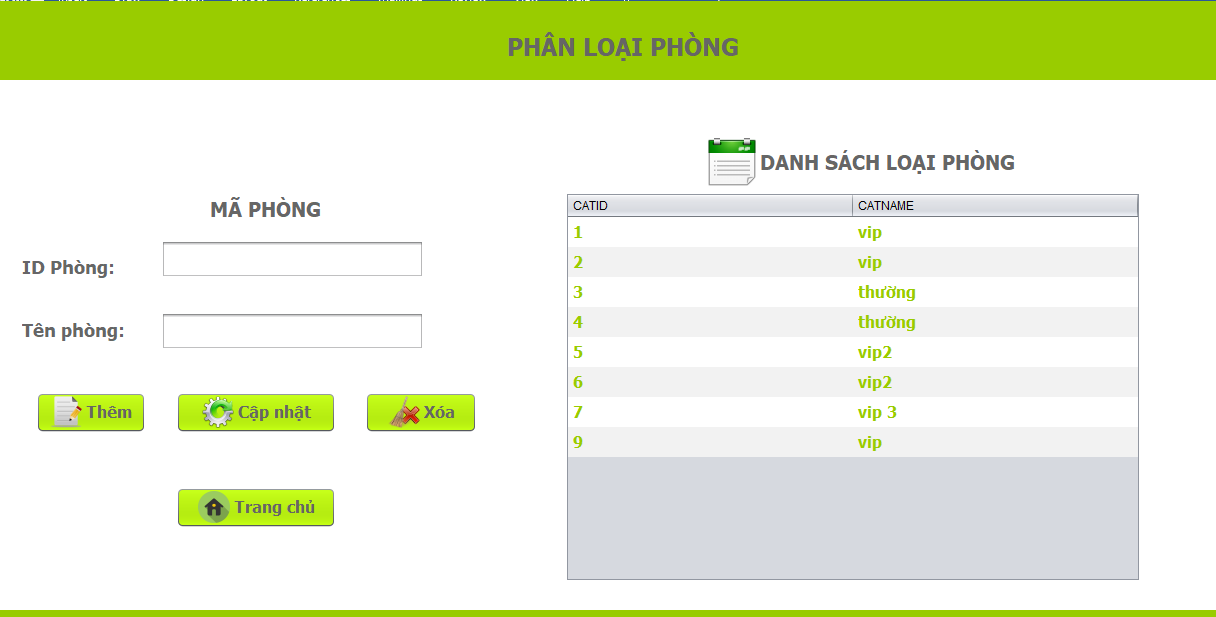 PHÂN LOẠI PHÒNG
MÃ PHÒNG
ID Phòng:
Tên phòng:
Thêm Cập nhật Xóa
Trang chủ
DANH SÁCH LOẠI PHÒNG
CATID CATNAME
1 vip
2 vip
3 thường
4 thường
5 vip2
6 vip2
7 vip 3
9 vip